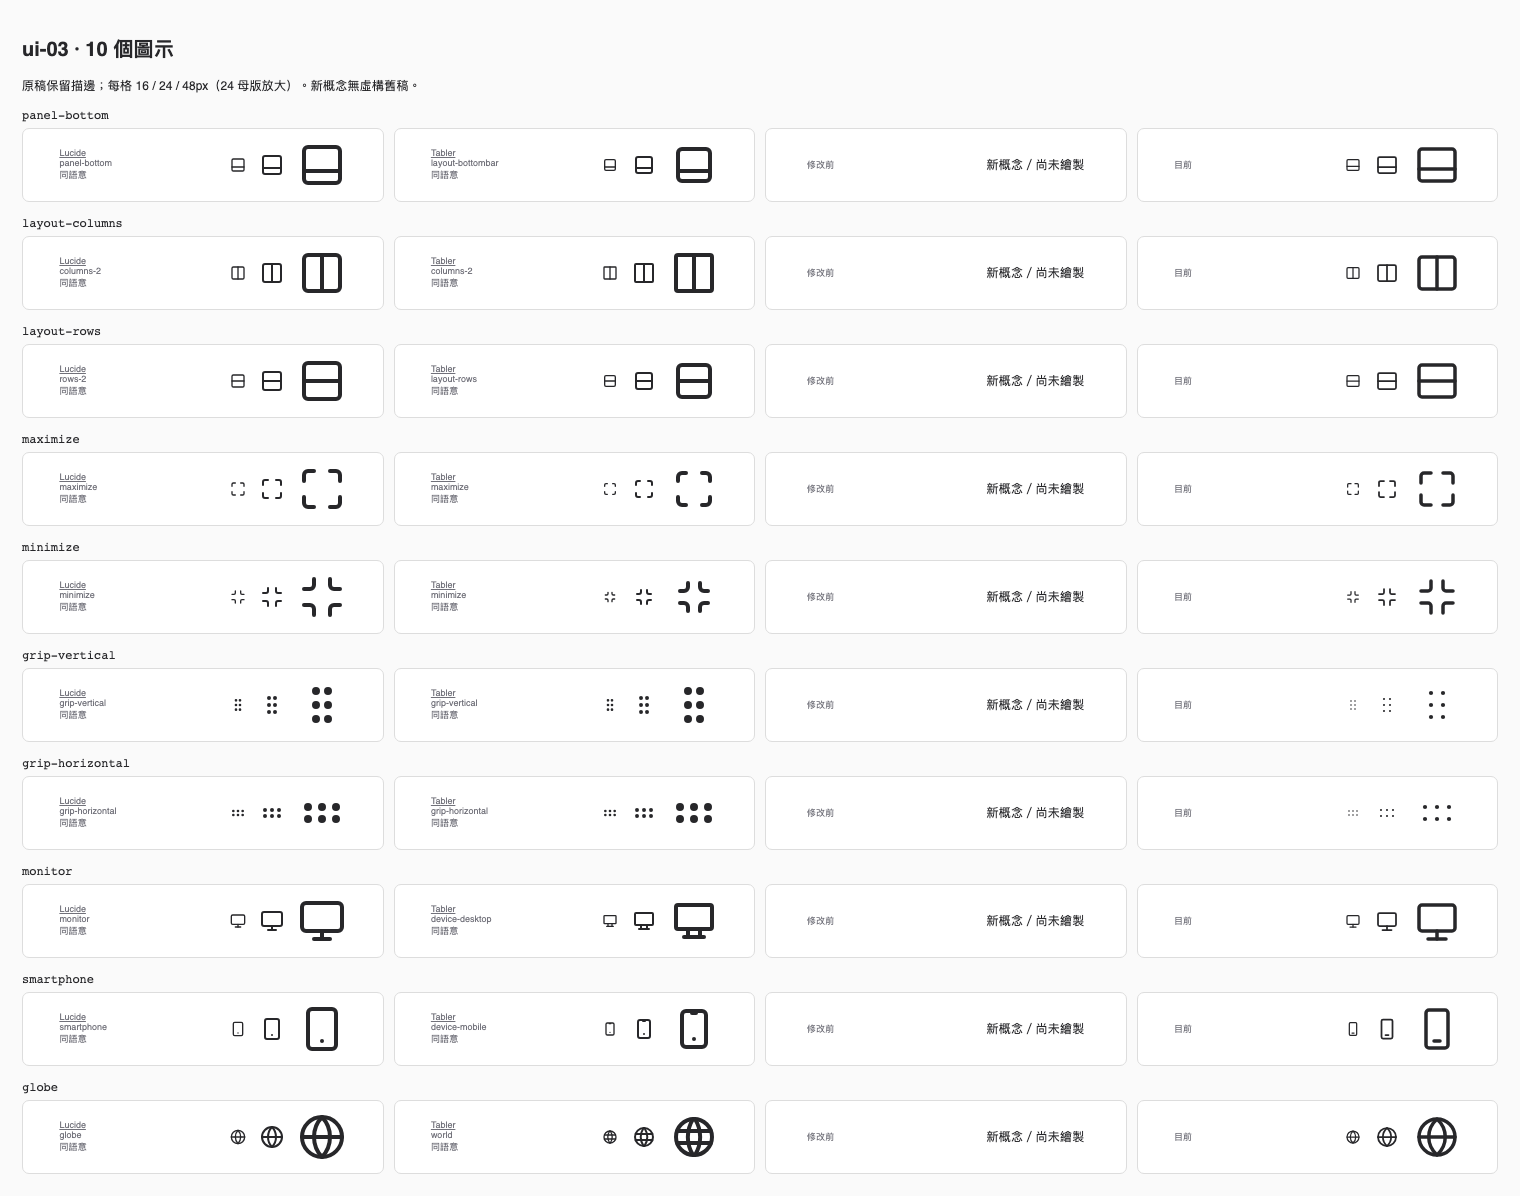 ui-03 · 10 個圖示
原稿保留描邊；每格 16 / 24 / 48px（24 母版放大）。新概念無虛構舊稿。
panel-bottom
Lucide
panel-bottom
同語意
Tabler
layout-bottombar
同語意
修改前
新概念 / 尚未繪製
目前
layout-columns
Lucide
columns-2
同語意
Tabler
columns-2
同語意
修改前
新概念 / 尚未繪製
目前
layout-rows
Lucide
rows-2
同語意
Tabler
layout-rows
同語意
修改前
新概念 / 尚未繪製
目前
maximize
Lucide
maximize
同語意
Tabler
maximize
同語意
修改前
新概念 / 尚未繪製
目前
minimize
Lucide
minimize
同語意
Tabler
minimize
同語意
修改前
新概念 / 尚未繪製
目前
grip-vertical
Lucide
grip-vertical
同語意
Tabler
grip-vertical
同語意
修改前
新概念 / 尚未繪製
目前
grip-horizontal
Lucide
grip-horizontal
同語意
Tabler
grip-horizontal
同語意
修改前
新概念 / 尚未繪製
目前
monitor
Lucide
monitor
同語意
Tabler
device-desktop
同語意
修改前
新概念 / 尚未繪製
目前
smartphone
Lucide
smartphone
同語意
Tabler
device-mobile
同語意
修改前
新概念 / 尚未繪製
目前
globe
Lucide
globe
同語意
Tabler
world
同語意
修改前
新概念 / 尚未繪製
目前